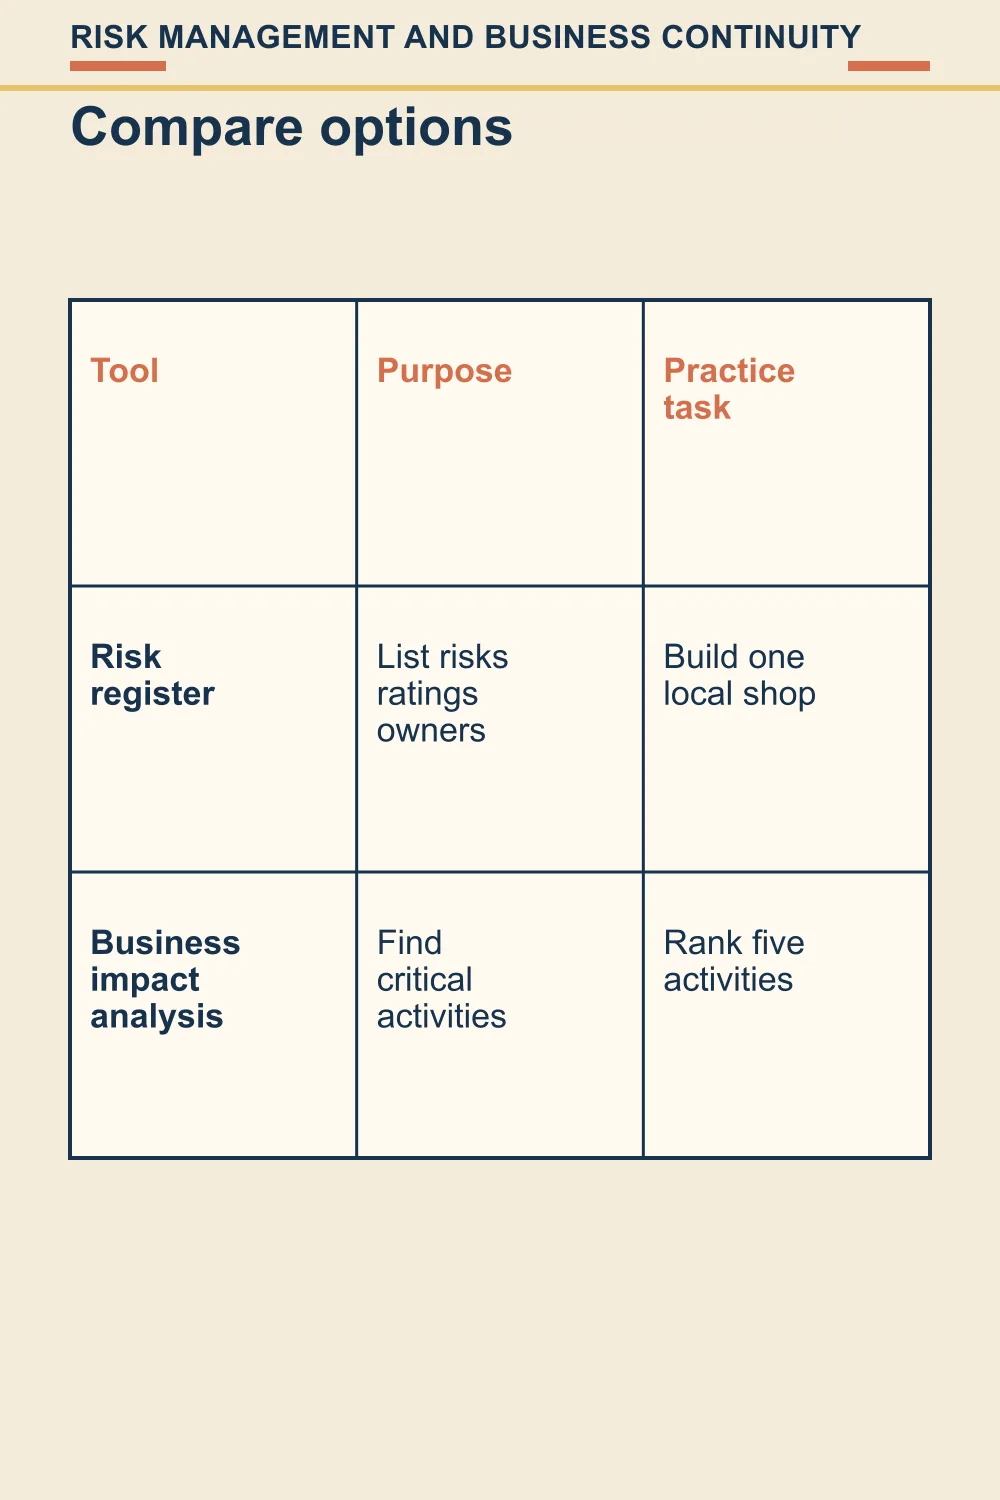 RISK MANAGEMENT AND BUSINESS CONTINUITY
Compare options
Tool
Purpose
Practice
task
Risk
register
List risks
ratings
owners
Build one
local shop
Business
impact
analysis
Find
critical
activities
Rank five
activities